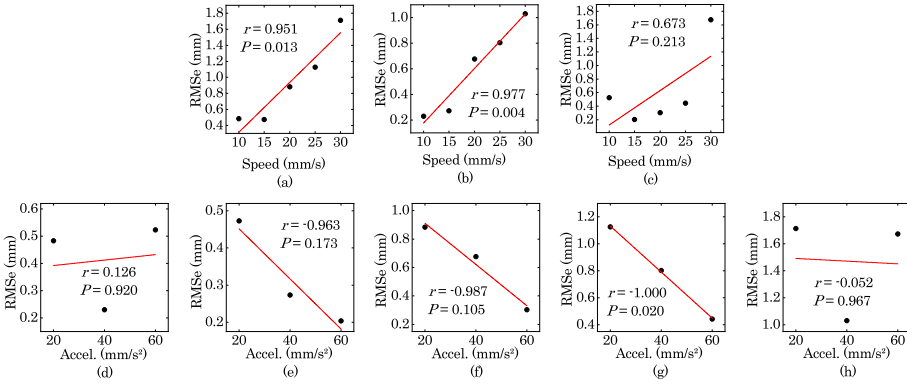 1.8
1.6
1.4
1.2
1.0
0.8
0.6
0.4
RMSe (mm)
r = 0.951
P = 0.013
10 15 20 25 30
Speed (mm/s)
(a)
1.0
0.8
0.6
0.4
0.2
RMSe (mm)
r = 0.977
P = 0.004
10 15 20 25 30
Speed (mm/s)
(b)
1.8
1.6
1.4
1.2
1.0
0.8
0.6
0.4
0.2
RMSe (mm)
r = 0.673
P = 0.213
10 15 20 25 30
Speed (mm/s)
(c)
0.6
0.5
0.4
0.3
0.2
RMSe (mm)
r = 0.126
P = 0.920
20 40 60
Accel. (mm/s²)
(d)
0.5
0.4
0.3
0.2
RMSe (mm)
r = -0.963
P = 0.173
20 40 60
Accel. (mm/s²)
(e)
1.0
0.8
0.6
0.4
0.2
RMSe (mm)
r = -0.987
P = 0.105
20 40 60
Accel. (mm/s²)
(f)
1.2
1.0
0.8
0.6
0.4
RMSe (mm)
r = -1.000
P = 0.020
20 40 60
Accel. (mm/s²)
(g)
1.8
1.6
1.4
1.2
1.0
RMSe (mm)
r = -0.052
P = 0.967
20 40 60
Accel. (mm/s²)
(h)